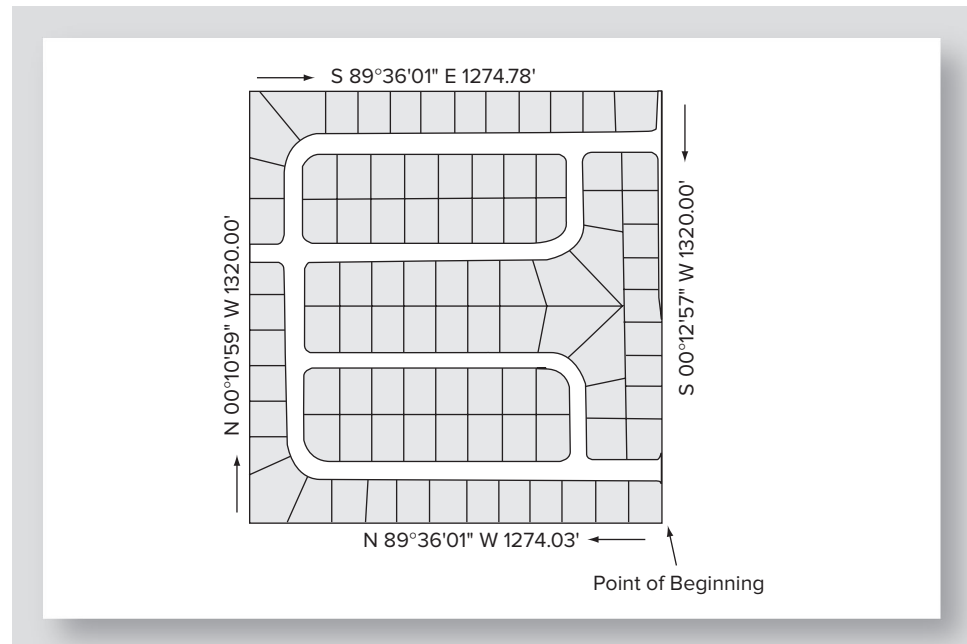 S 89°36'01" E 1274.78'
N 00°10'59" W 1320.00'
S 00°12'57" W 1320.00'
N 89°36'01" W 1274.03'
Point of Beginning